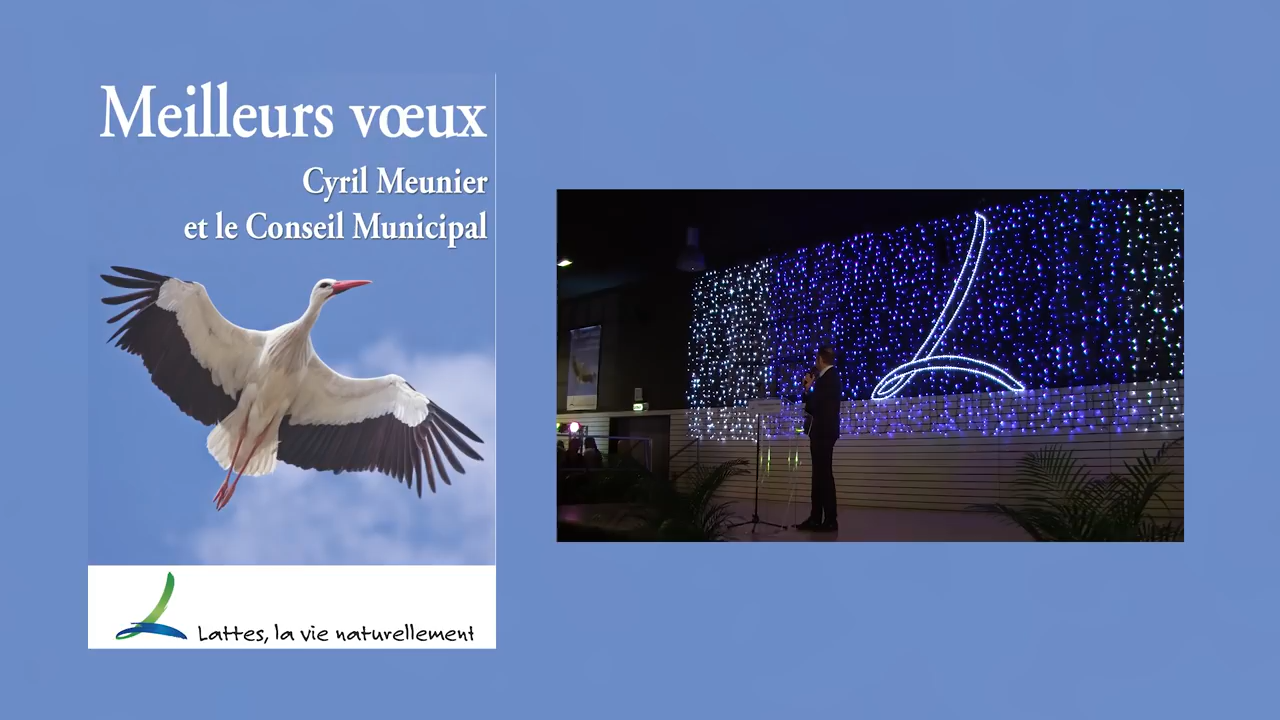 Meilleurs vœux
Cyril Meunier
et le Conseil Municipal
Lattes, la vie naturellement